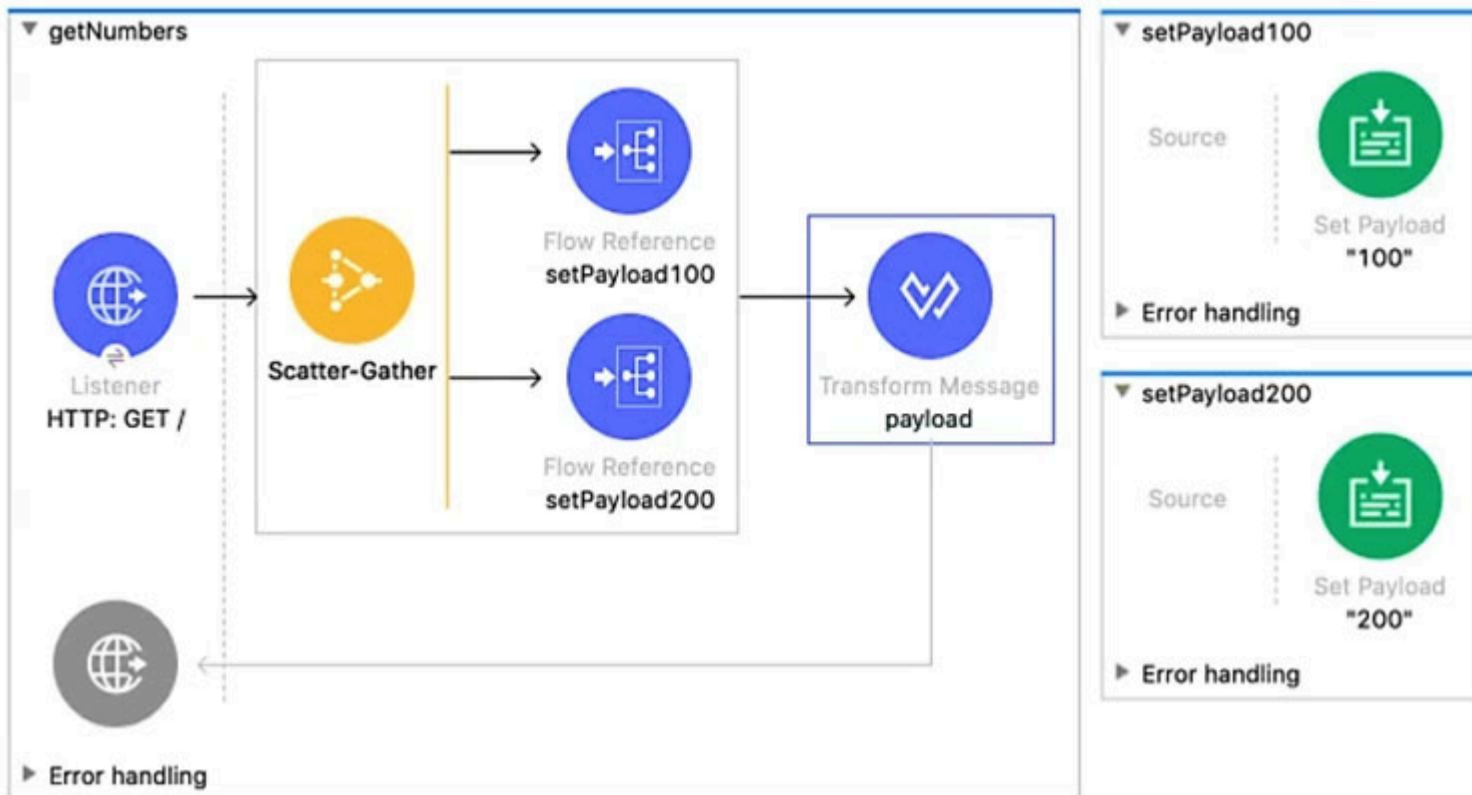 getNumbers
Flow Reference
setPayload100
Scatter-Gather
Listener
HTTP: GET /
Flow Reference
setPayload200
Transform Message
payload
Error handling
setPayload100
Source
Set Payload
"100"
Error handling
setPayload200
Source
Set Payload
"200"
Error handling